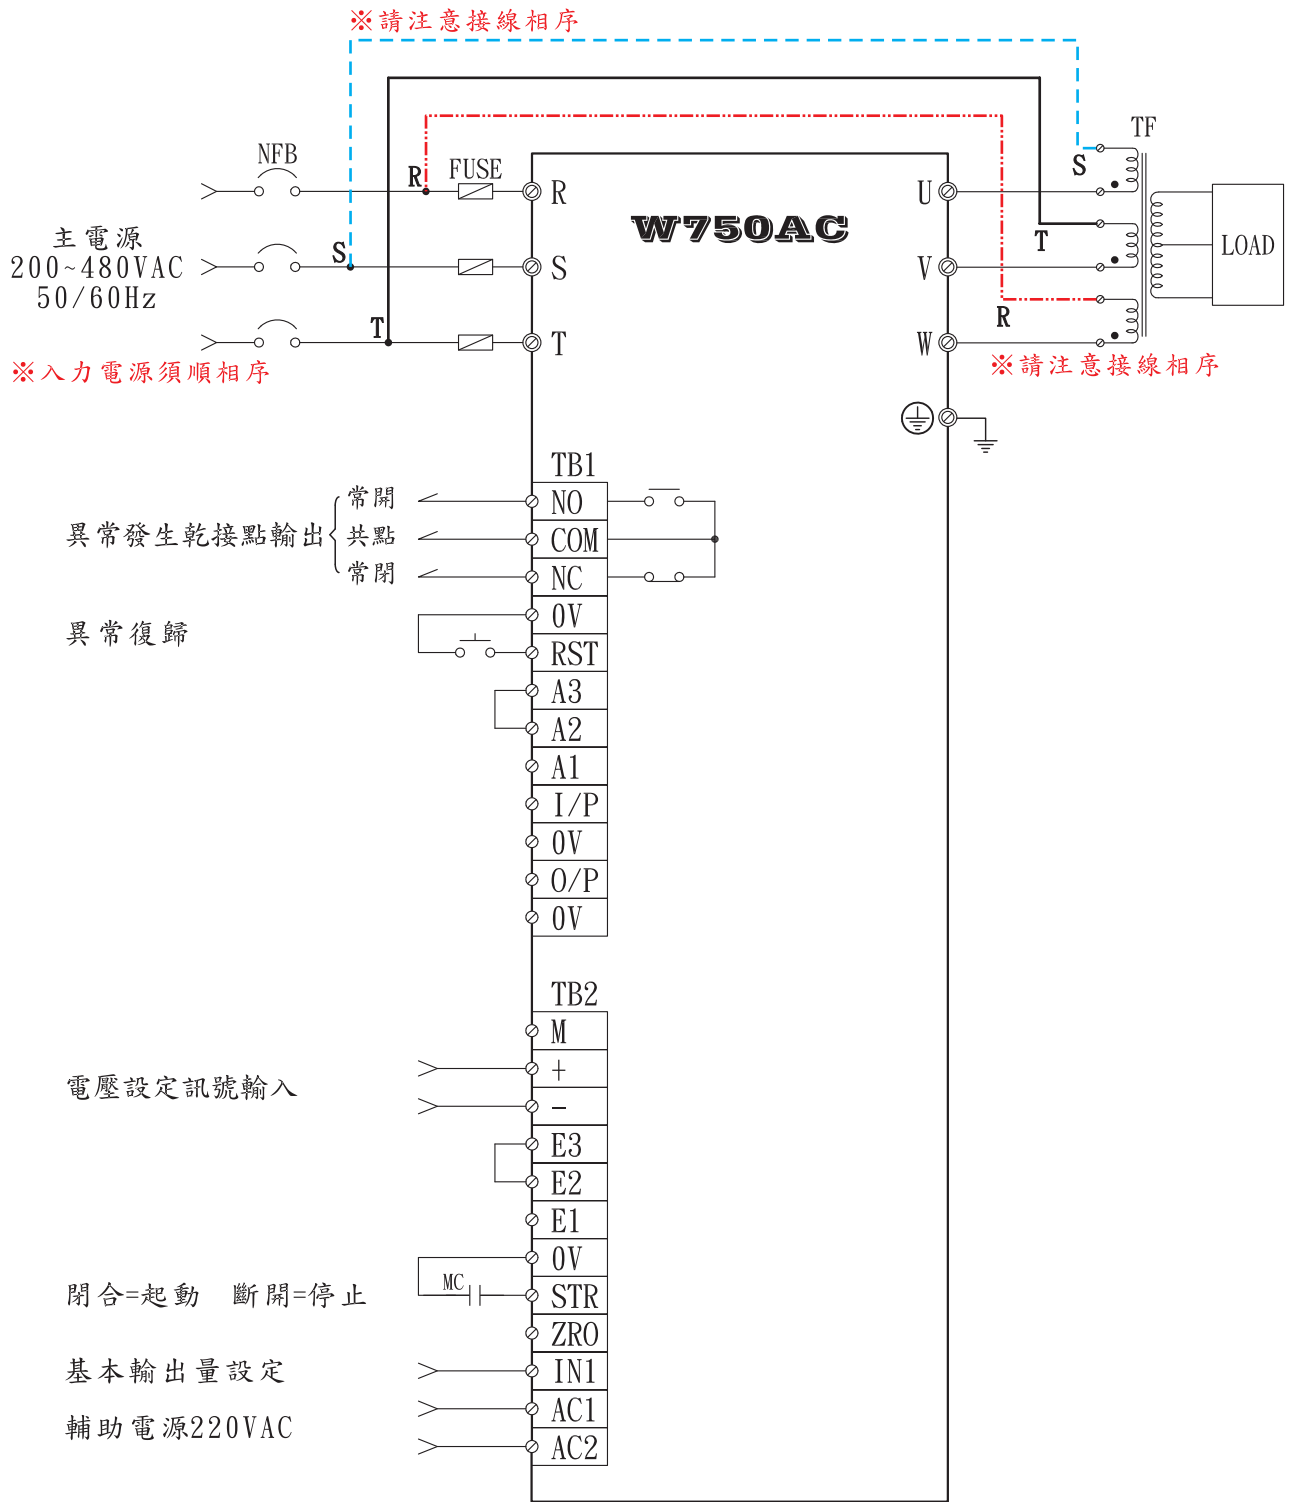 ※請注意接線相序
TF
NFB
R
FUSE
S
R
U
W750AC
主電源
200~480VAC
50/60Hz
S
S
V
T
LOAD
T
T
W
R
※入力電源須順相序
※請注意接線相序
TB1
異常發生乾接點輸出
常開
NO
共點
COM
常閉
NC
0V
異常復歸
RST
A3
A2
A1
I/P
0V
O/P
0V
TB2
M
電壓設定訊號輸入
+
-
E3
E2
E1
0V
閉合=起動 斷開=停止
MC
STR
ZRO
基本輸出量設定
IN1
輔助電源220VAC
AC1
AC2